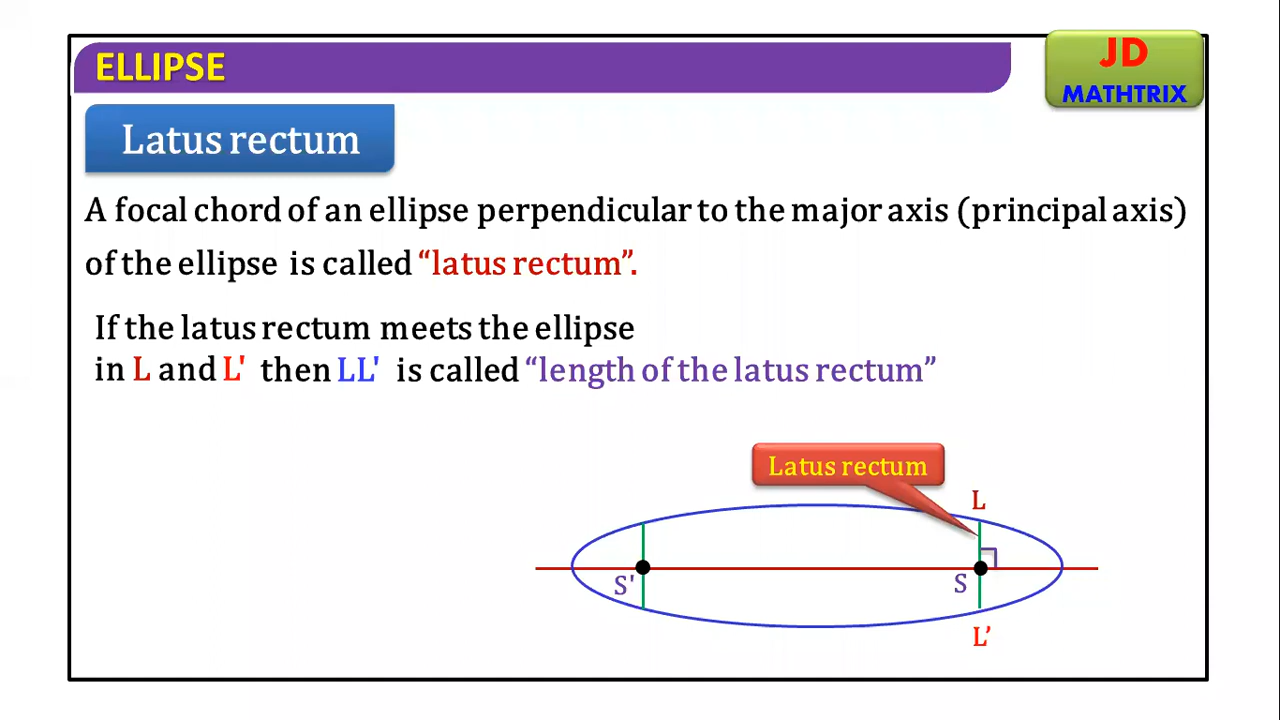 ELLIPSE
JD
MATHTRIX
Latus rectum
A focal chord of an ellipse perpendicular to the major axis (principal axis)
of the ellipse is called “latus rectum”.
If the latus rectum meets the ellipse
in L and L' then LL' is called “length of the latus rectum”
Latus rectum
L
S'
S
L’